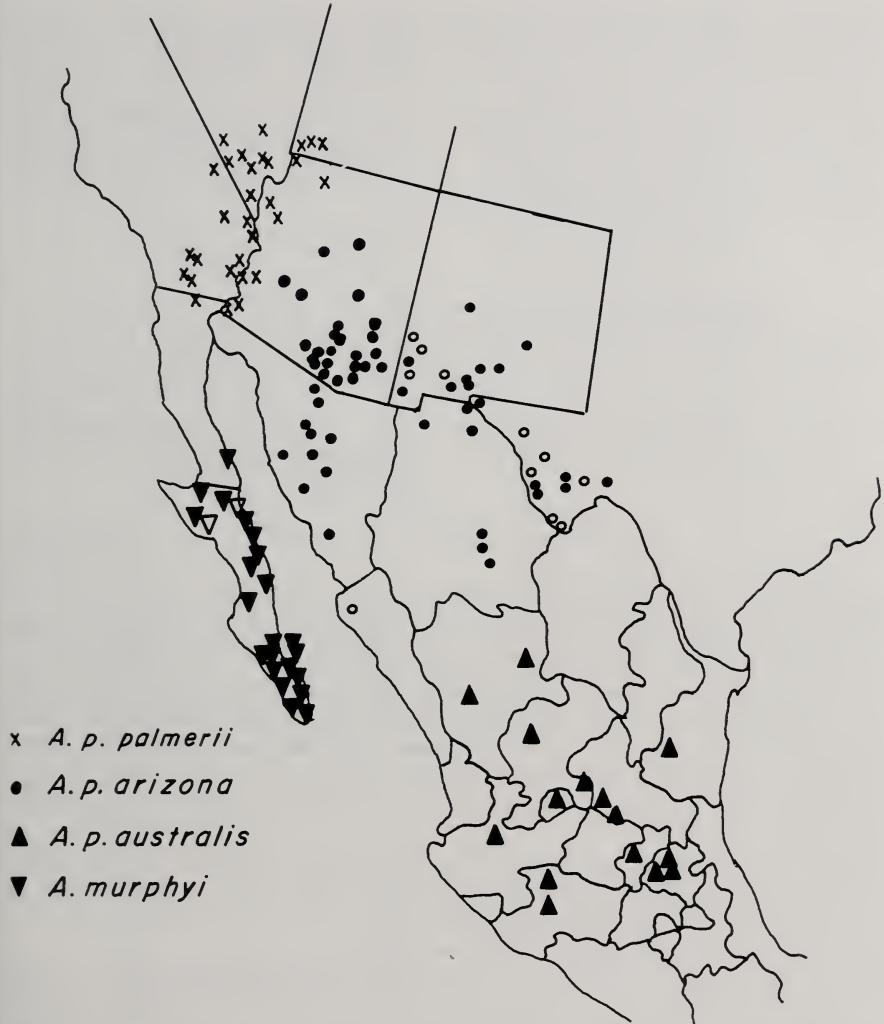 x A. p. palmerii
● A. p. arizona
▲ A. p. australis
▼ A. murphyi